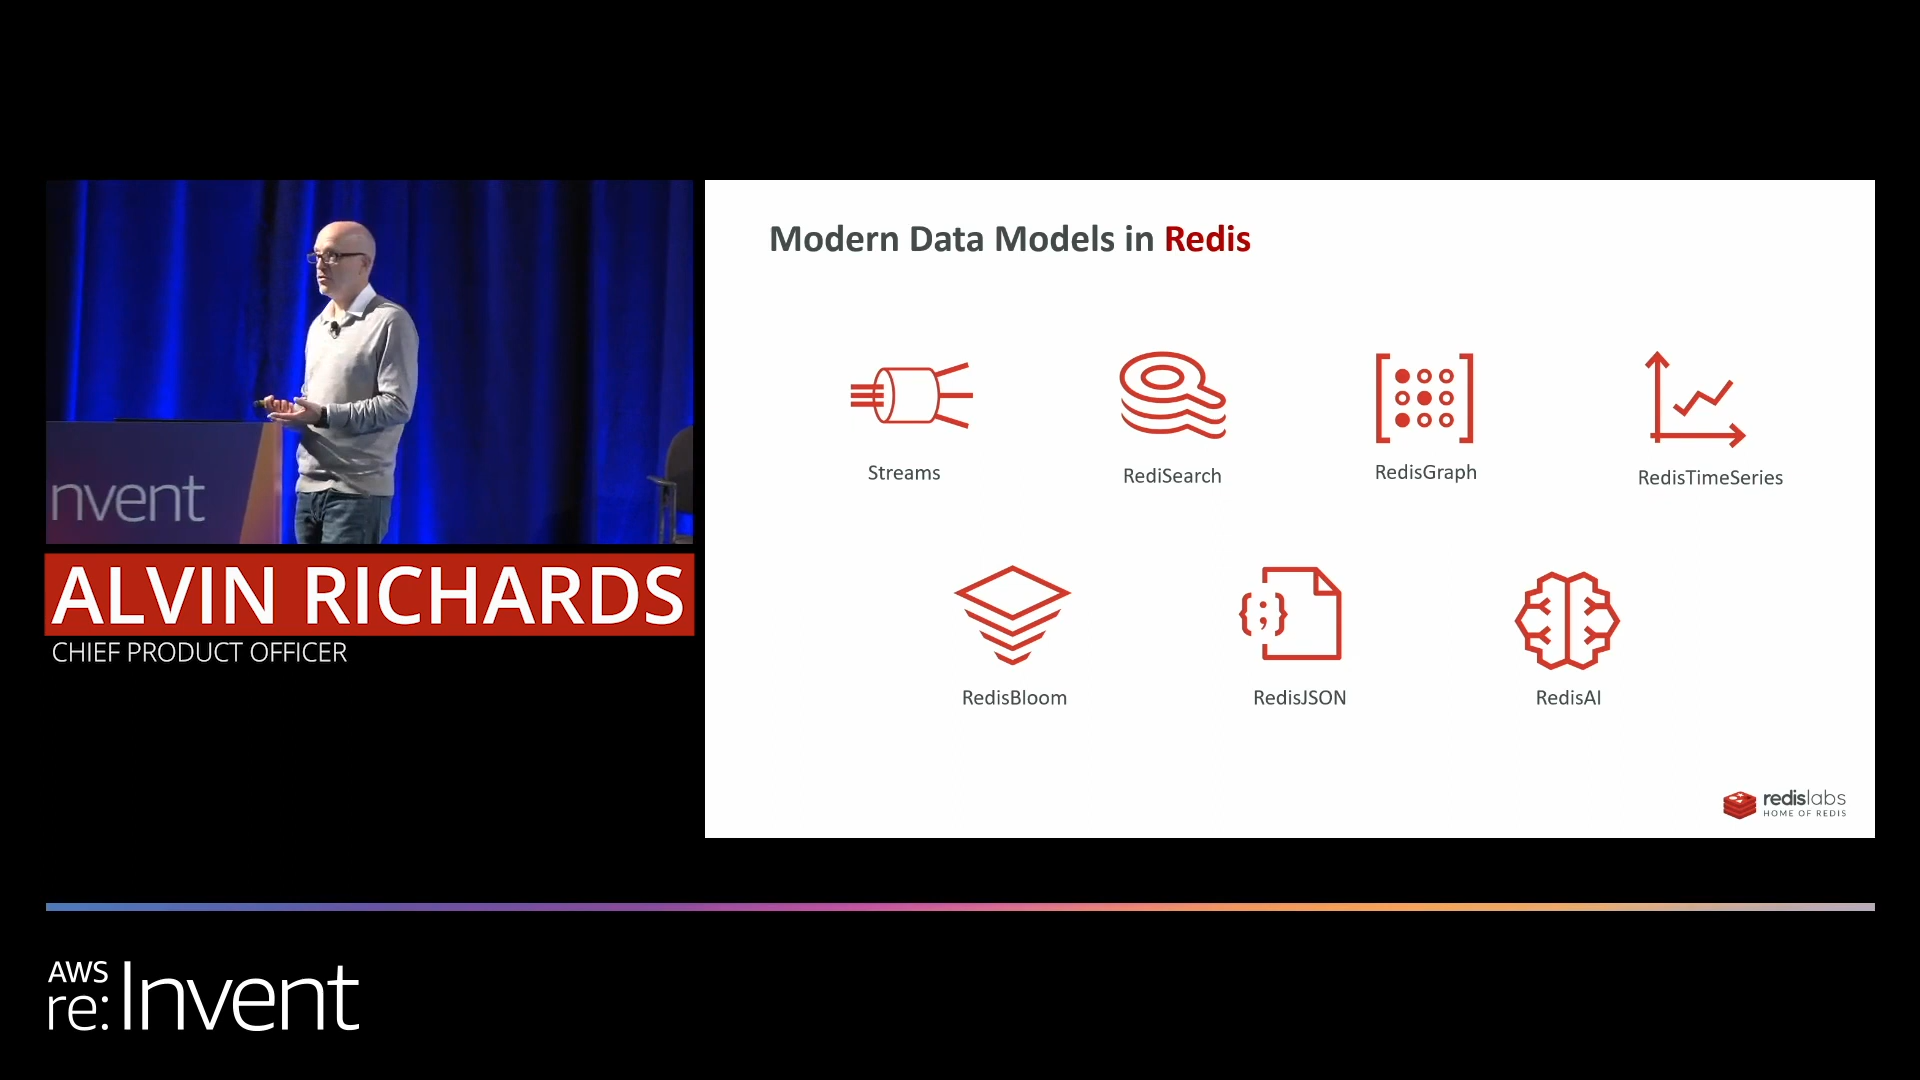 nvent
ALVIN RICHARDS
CHIEF PRODUCT OFFICER
Modern Data Models in Redis
Streams
RediSearch
RedisGraph
RedisTimeSeries
{;}
RedisBloom
RedisJSON
RedisAI
redislabs
HOME OF REDIS
AWS
re:Invent